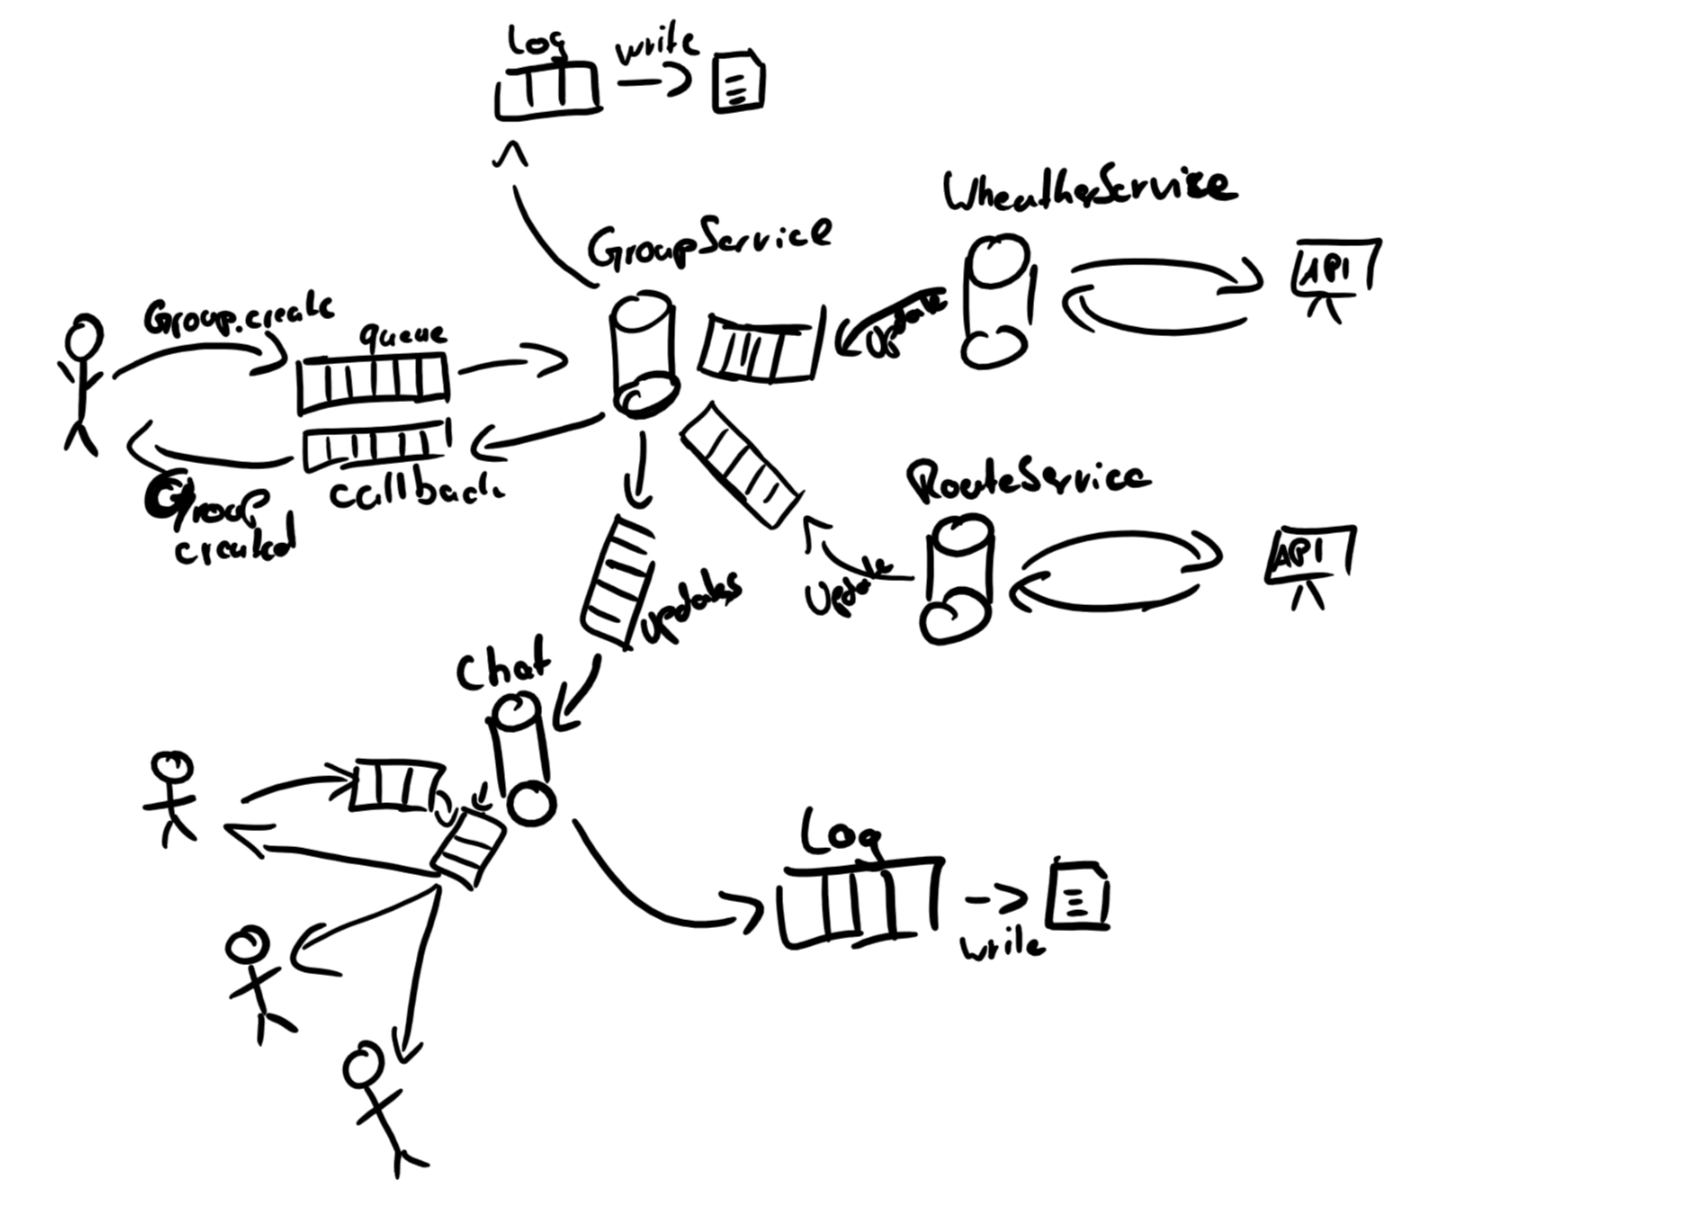 Log
write
WheatherService
GroupService
API
Group.create
queue
Update
RouteService
callback
Group
created
API
Update
updates
Chat
Log
write